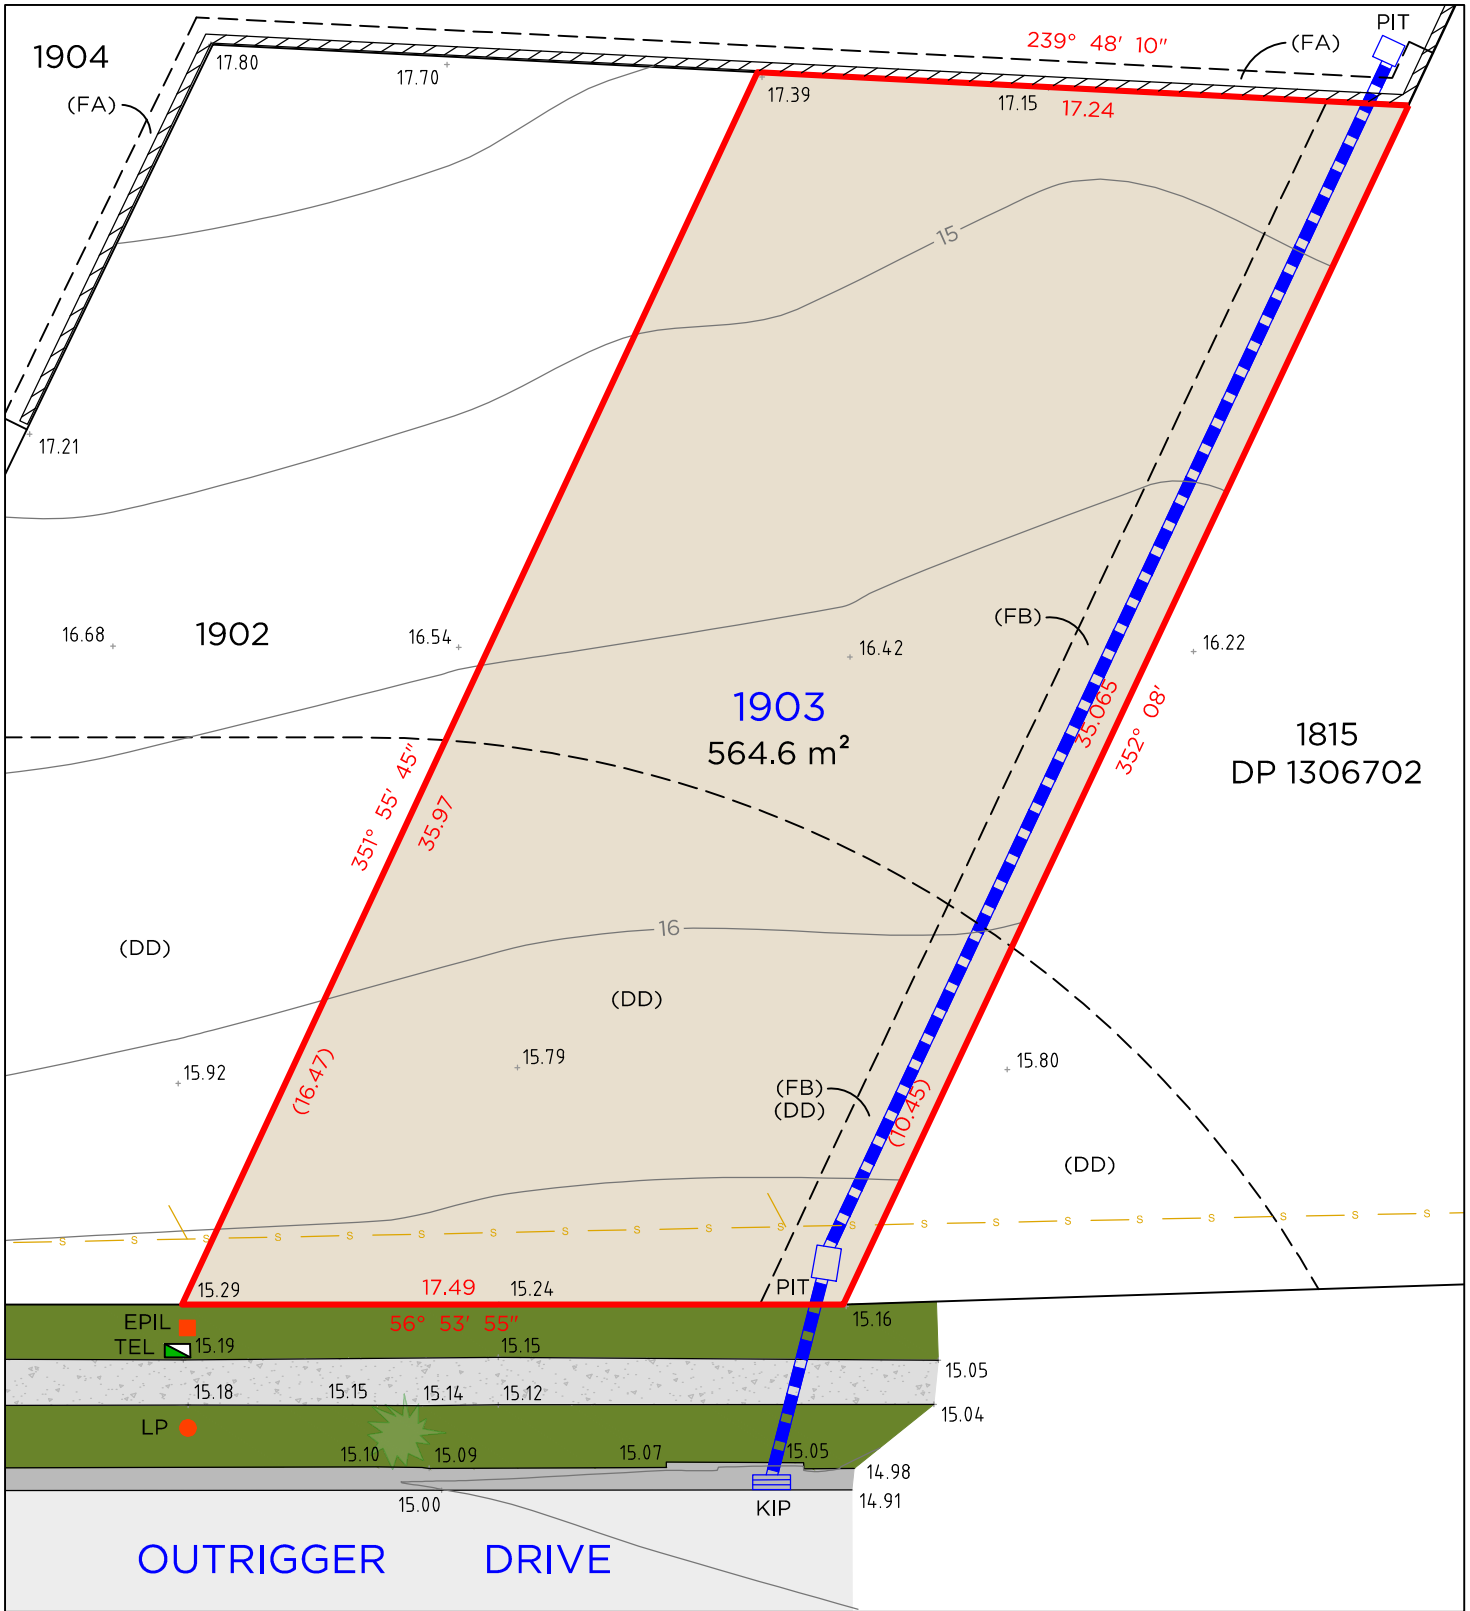 PIT
239° 48' 10"
(FA)
1904
17.80
17.70
(FA)
17.39
17.15
17.24
15
17.21
(FB)
16.68
1902
16.54
16.42
16.22
35.065
352° 08'
1903
564.6 m²
1815
DP 1306702
351° 55' 45"
35.97
16
(DD)
(DD)
15.92
15.79
15.80
(16.47)
(FB)
(DD)
(10.45)
(DD)
S S S S S S S S S S S S S S S S S S S S
15.29
17.49
15.24
PIT
EPIL
56° 53' 55"
15.16
TEL
15.19
15.15
15.05
15.18
15.15
15.14
15.12
15.04
LP
15.10
15.09
15.07
15.05
14.98
15.00
KIP
14.91
OUTRIGGER DRIVE